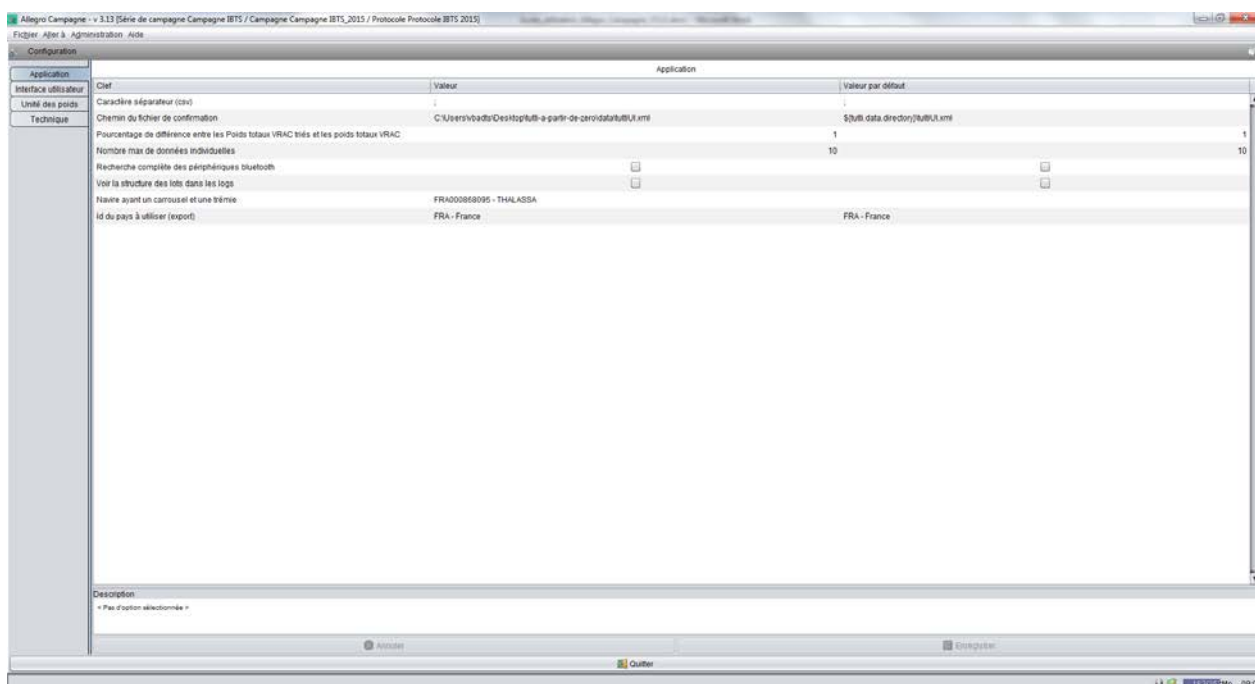 Allegro Campagne - v 3.13 [Série de campagne Campagne IBTS / Campagne Campagne IBTS_2015 / Protocole Protocole IBTS 2015]
Fichier Aller à Administration Aide
Configuration
Application
Interface utilisateur
Unité des poids
Technique
Application
Clef Valeur Valeur par défaut
Caractère séparateur (csv) ; ;
Chemin du fichier de confirmation C:\Users\vbadts\Desktop\tutti-a-partir-de-zero\data\tuttiUI.xml ${tutti.data.directory}\tuttiUI.xml
Pourcentage de différence entre les Poids totaux VRAC triés et les poids totaux VRAC 1 1
Nombre max de données individuelles 10 10
Recherche complète des périphériques bluetooth
Voir la structure des lots dans les logs
Navire ayant un carrousel et une trémie FRA000868095 - THALASSA
Id du pays à utiliser (export) FRA - France FRA - France
Description
< Pas d'option sélectionnée >
Annuler Enregistrer
Quitter